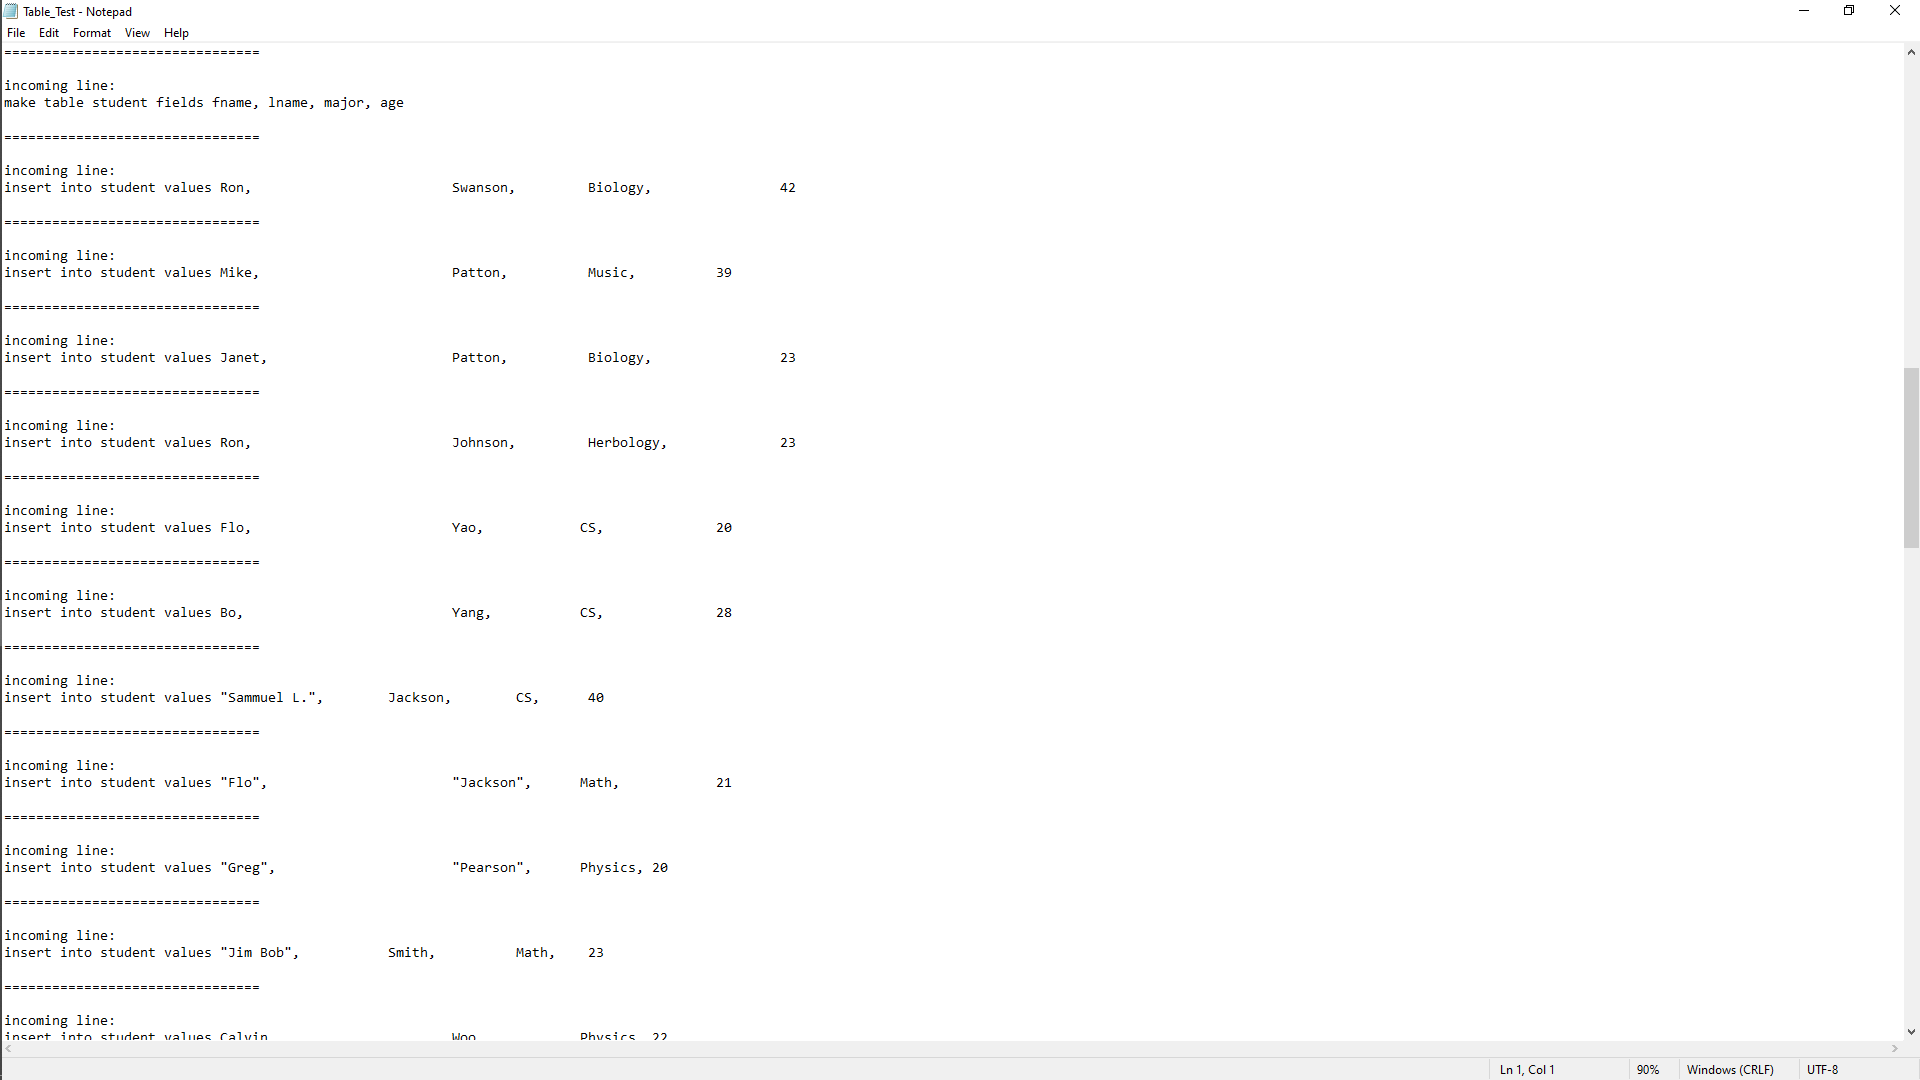 Table_Test - Notepad
File Edit Format View Help
================================
incoming line:
make table student fields fname, lname, major, age
================================
incoming line:
insert into student values Ron, Swanson, Biology, 42
================================
incoming line:
insert into student values Mike, Patton, Music, 39
================================
incoming line:
insert into student values Janet, Patton, Biology, 23
================================
incoming line:
insert into student values Ron, Johnson, Herbology, 23
================================
incoming line:
insert into student values Flo, Yao, CS, 20
================================
incoming line:
insert into student values Bo, Yang, CS, 28
================================
incoming line:
insert into student values "Sammuel L.", Jackson, CS, 40
================================
incoming line:
insert into student values "Flo", "Jackson", Math, 21
================================
incoming line:
insert into student values "Greg", "Pearson", Physics, 20
================================
incoming line:
insert into student values "Jim Bob", Smith, Math, 23
================================
incoming line:
insert into student values Calvin Woo Physics 22
Ln 1, Col 1 90% Windows (CRLF) UTF-8